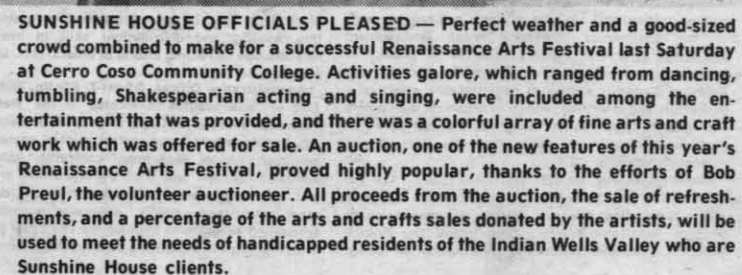 SUNSHINE HOUSE OFFICIALS PLEASED — Perfect weather and a good-sized
crowd combined to make for a successful Renaissance Arts Festival last Saturday
at Cerro Coso Community College. Activities galore, which ranged from dancing,
tumbling, Shakespearian acting and singing, were included among the en-
tertainment that was provided, and there was a colorful array of fine arts and craft
work which was offered for sale. An auction, one of the new features of this year's
Renaissance Arts Festival, proved highly popular, thanks to the efforts of Bob
Preul, the volunteer auctioneer. All proceeds from the auction, the sale of refresh-
ments, and a percentage of the arts and crafts sales donated by the artists, will be
used to meet the needs of handicapped residents of the Indian Wells Valley who are
Sunshine House clients.